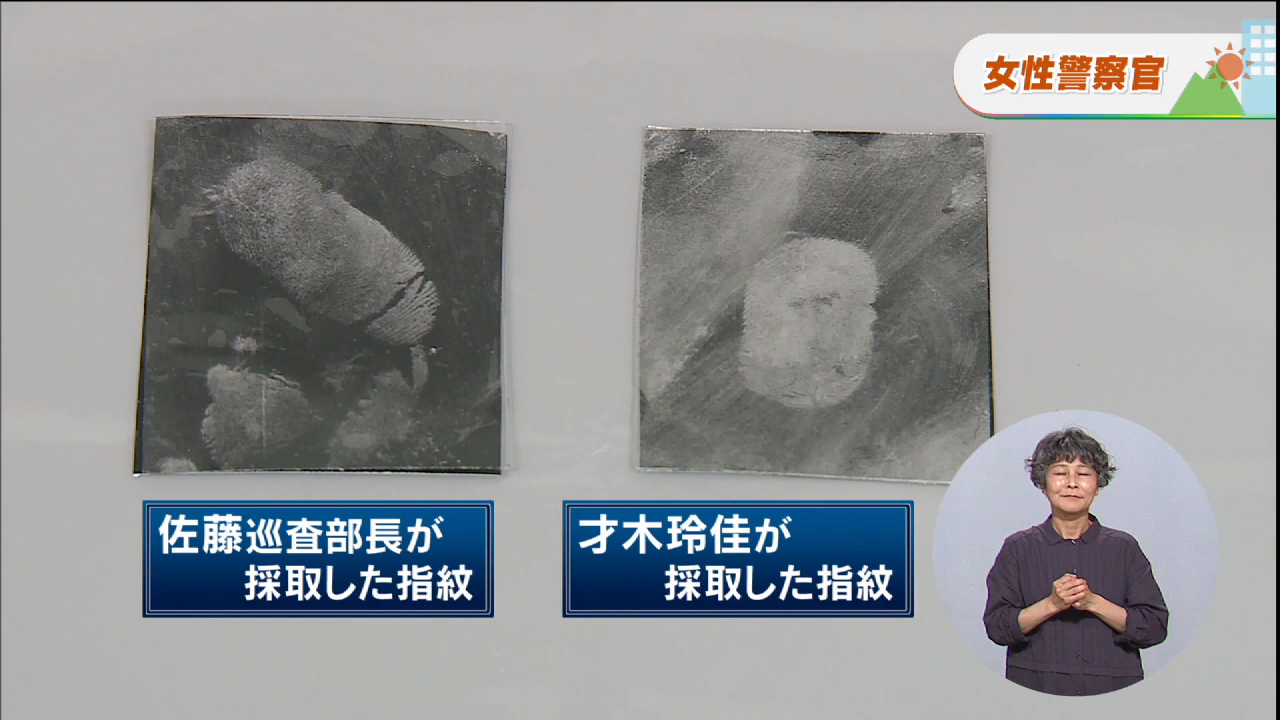 女性警察官
佐藤巡査部長が
採取した指紋
才木玲佳が
採取した指紋